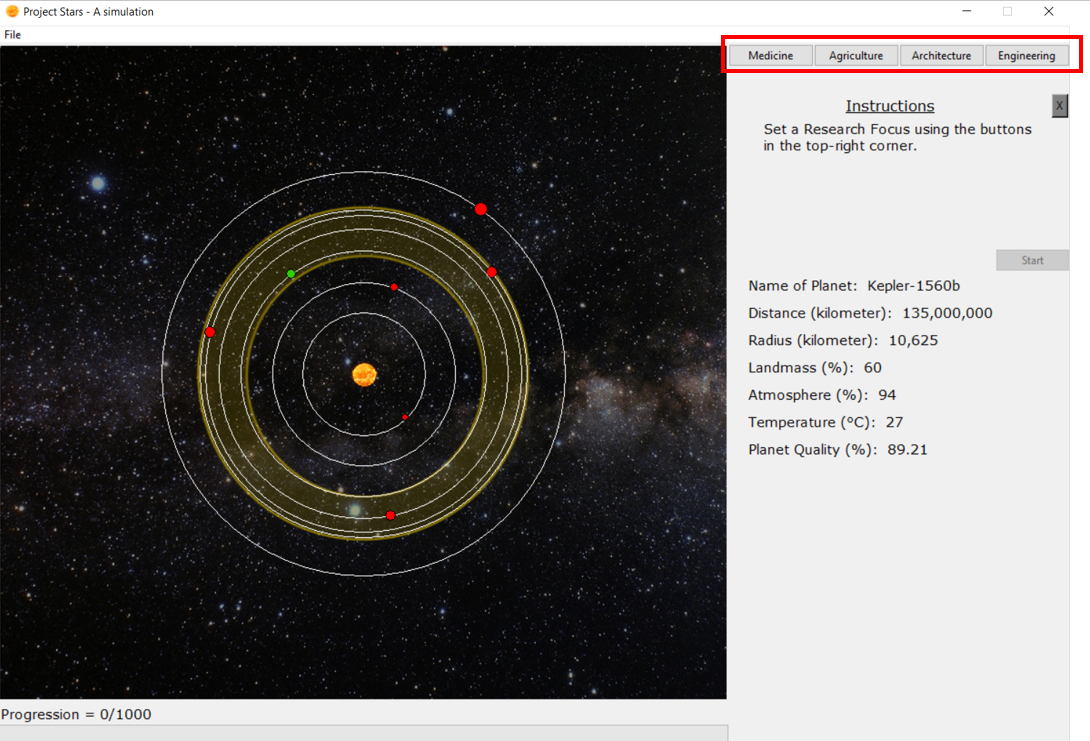 Project Stars - A simulation
File
Medicine Agriculture Architecture Engineering
Instructions X
Set a Research Focus using the buttons
in the top-right corner.
Start
Name of Planet: Kepler-1560b
Distance (kilometer): 135,000,000
Radius (kilometer): 10,625
Landmass (%): 60
Atmosphere (%): 94
Temperature (ºC): 27
Planet Quality (%): 89.21
Progression = 0/1000